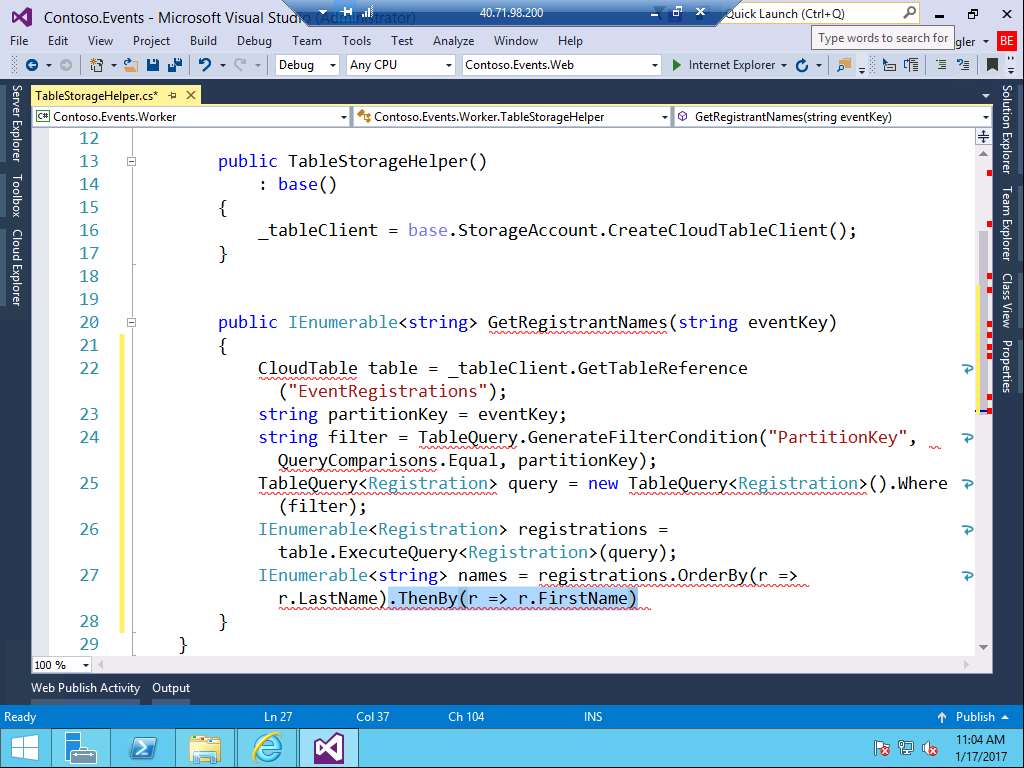 Contoso.Events - Microsoft Visual Studio (Administrator)
40.71.98.200
Quick Launch (Ctrl+Q)
File Edit View Project Build Debug Team Tools Test Analyze Window Help
Type words to search for
gler
BE
Debug
Any CPU
Contoso.Events.Web
Internet Explorer
Server Explorer
Toolbox
Cloud Explorer
TableStorageHelper.cs*
C# Contoso.Events.Worker
Contoso.Events.Worker.TableStorageHelper
GetRegistrantNames(string eventKey)
12
13 public TableStorageHelper()
14 : base()
15 {
16 _tableClient = base.StorageAccount.CreateCloudTableClient();
17 }
18
19
20 public IEnumerable<string> GetRegistrantNames(string eventKey)
21 {
22 CloudTable table = _tableClient.GetTableReference
("EventRegistrations");
23 string partitionKey = eventKey;
24 string filter = TableQuery.GenerateFilterCondition("PartitionKey",
QueryComparisons.Equal, partitionKey);
25 TableQuery<Registration> query = new TableQuery<Registration>().Where
(filter);
26 IEnumerable<Registration> registrations =
table.ExecuteQuery<Registration>(query);
27 IEnumerable<string> names = registrations.OrderBy(r =>
r.LastName).ThenBy(r => r.FirstName)
28 }
29 }
Solution Explorer
Team Explorer
Class View
Properties
100 %
Web Publish Activity Output
Ready Ln 27 Col 37 Ch 104 INS Publish
11:04 AM
1/17/2017